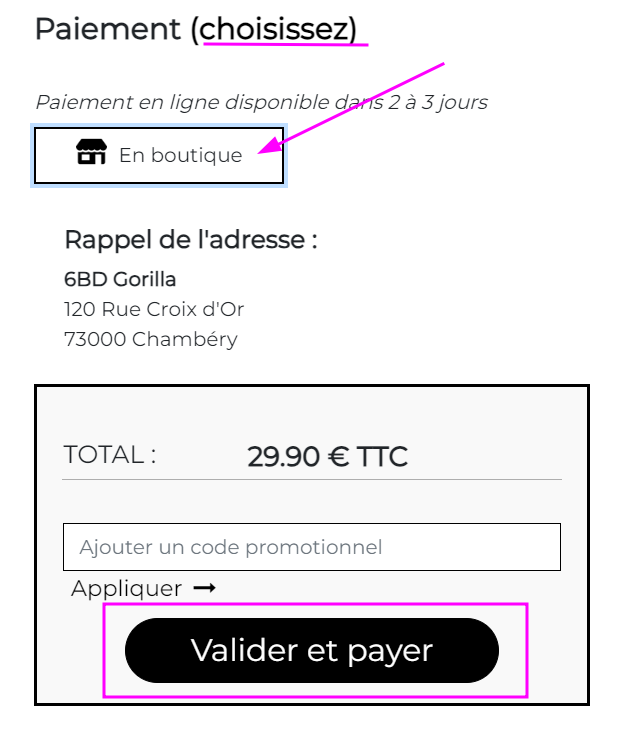 Paiement (choisissez)
Paiement en ligne disponible dans 2 à 3 jours
En boutique
Rappel de l'adresse :
6BD Gorilla
120 Rue Croix d'Or
73000 Chambéry
TOTAL : 29.90 € TTC
Ajouter un code promotionnel
Appliquer →
Valider et payer